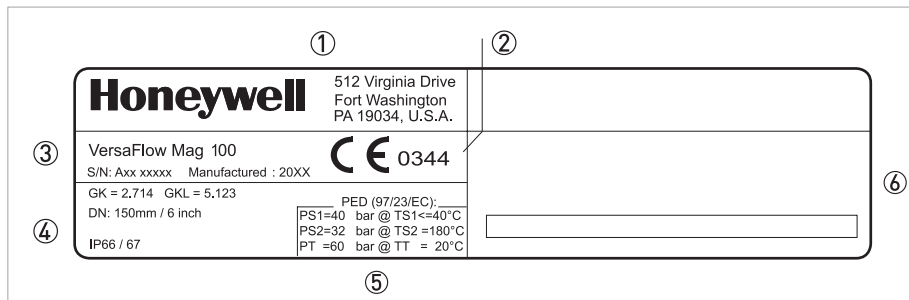 ① ②
Honeywell
512 Virginia Drive
Fort Washington
PA 19034, U.S.A.
③
VersaFlow Mag 100
S/N: Axx xxxxx Manufactured : 20XX
CE 0344
⑥
④
GK = 2.714 GKL = 5.123
DN: 150mm / 6 inch
IP66 / 67
PED (97/23/EC):
PS1=40 bar @ TS1<=40°C
PS2=32 bar @ TS2 =180°C
PT =60 bar @ TT = 20°C
⑤